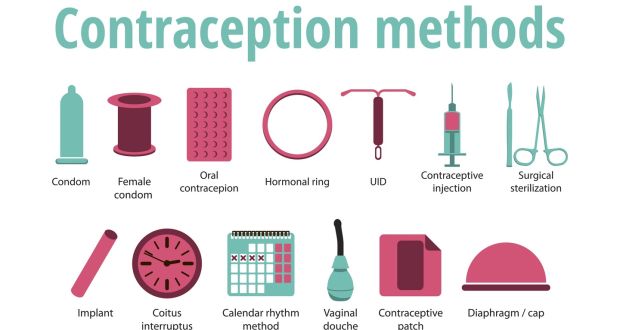 Contraception methods
Condom
Female
condom
Oral
contracepion
Hormonal ring
UID
Contraceptive
injection
Surgical
sterilization
Implant
Coitus
interruptus
Calendar rhythm
method
Vaginal
douche
Contraceptive
patch
Diaphragm / cap